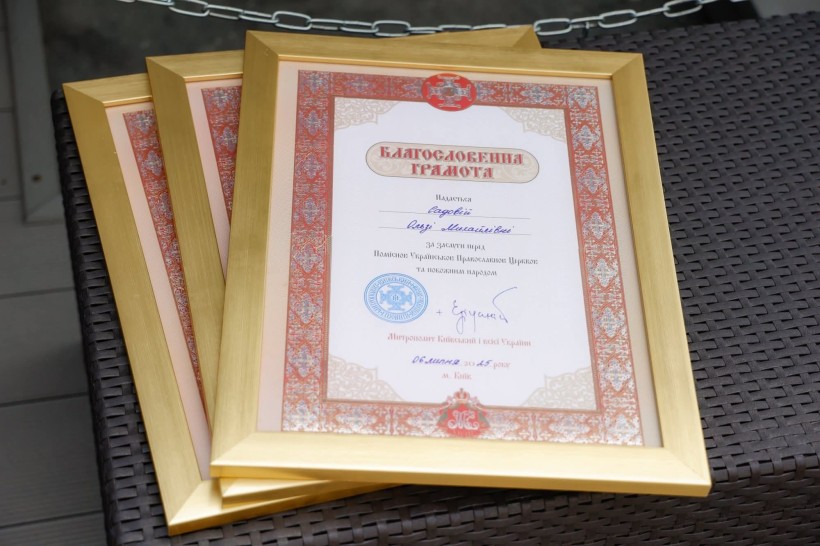 БЛАГОСЛОВЕННА
ГРАМОТА
Надається
Садовій
Ользі Михайлівні
за заслуги перед
Помісною Українською Православною Церквою
та побожним народом
Митрополит Київський і всієї України
06 липня 2025 року
м. Київ